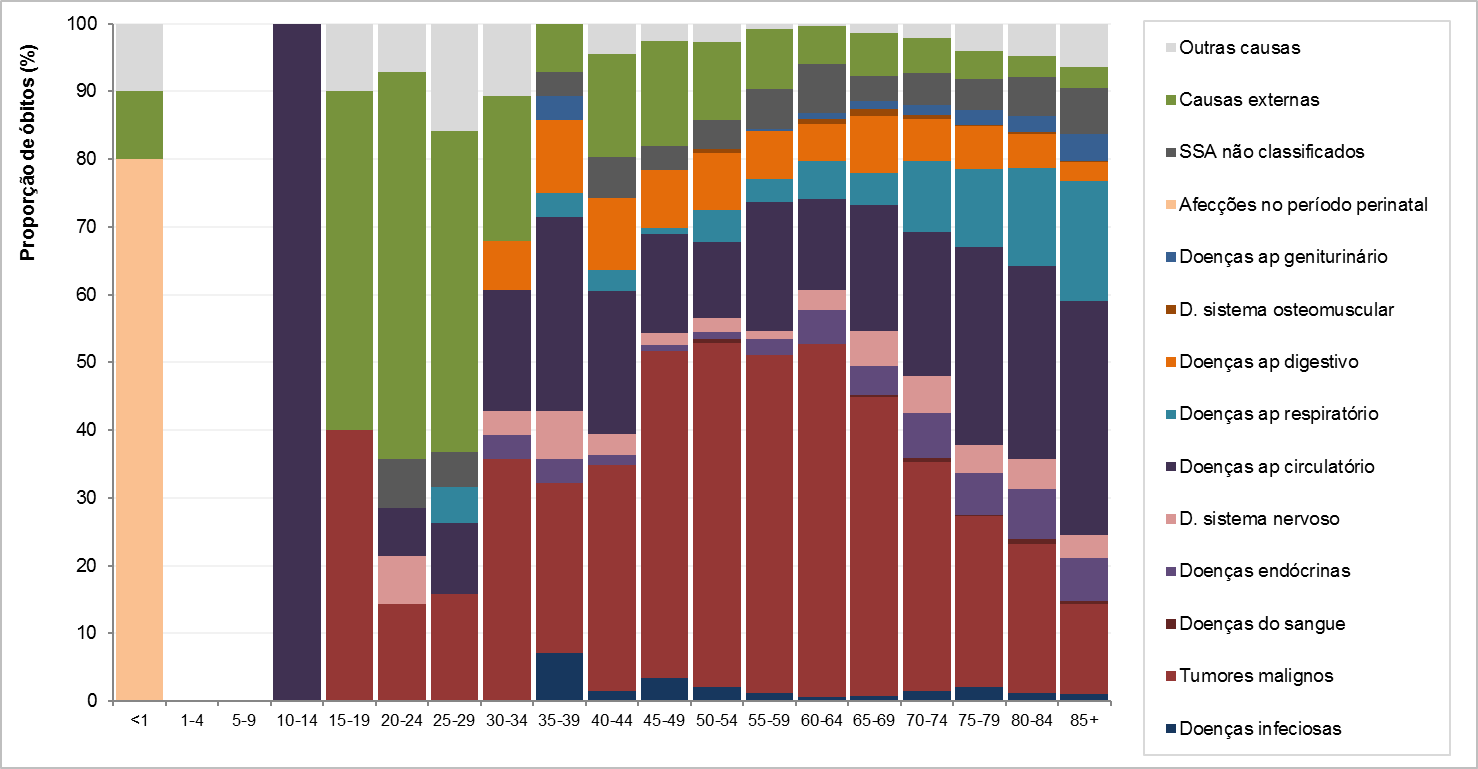 Proporção de óbitos (%)
100
90
80
70
60
50
40
30
20
10
0
<1 1-4 5-9 10-14 15-19 20-24 25-29 30-34 35-39 40-44 45-49 50-54 55-59 60-64 65-69 70-74 75-79 80-84 85+
Outras causas
Causas externas
SSA não classificados
Afecções no período perinatal
Doenças ap geniturinário
D. sistema osteomuscular
Doenças ap digestivo
Doenças ap respiratório
Doenças ap circulatório
D. sistema nervoso
Doenças endócrinas
Doenças do sangue
Tumores malignos
Doenças infeciosas